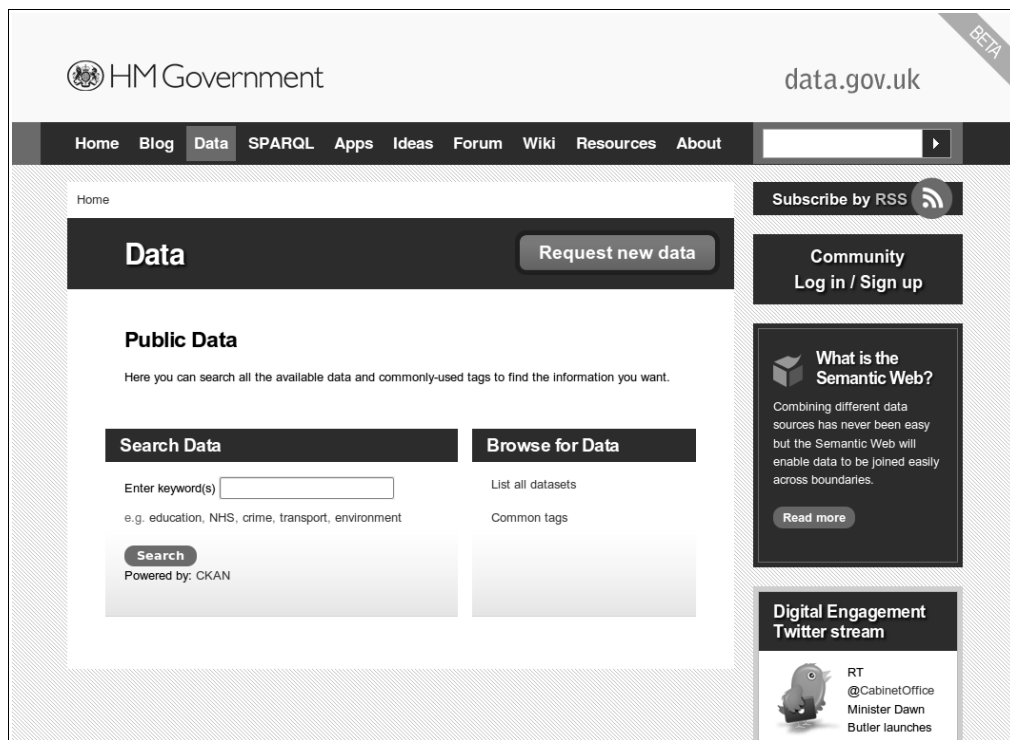 BETA
HM Government
data.gov.uk
Home Blog Data SPARQL Apps Ideas Forum Wiki Resources About
Home
Data
Request new data
Public Data
Here you can search all the available data and commonly-used tags to find the information you want.
Search Data
Enter keyword(s)
e.g. education, NHS, crime, transport, environment
Search
Powered by: CKAN
Browse for Data
List all datasets
Common tags
Subscribe by RSS
Community
Log in / Sign up
What is the
Semantic Web?
Combining different data
sources has never been easy
but the Semantic Web will
enable data to be joined easily
across boundaries.
Read more
Digital Engagement
Twitter stream
RT
@CabinetOffice
Minister Dawn
Butler launches